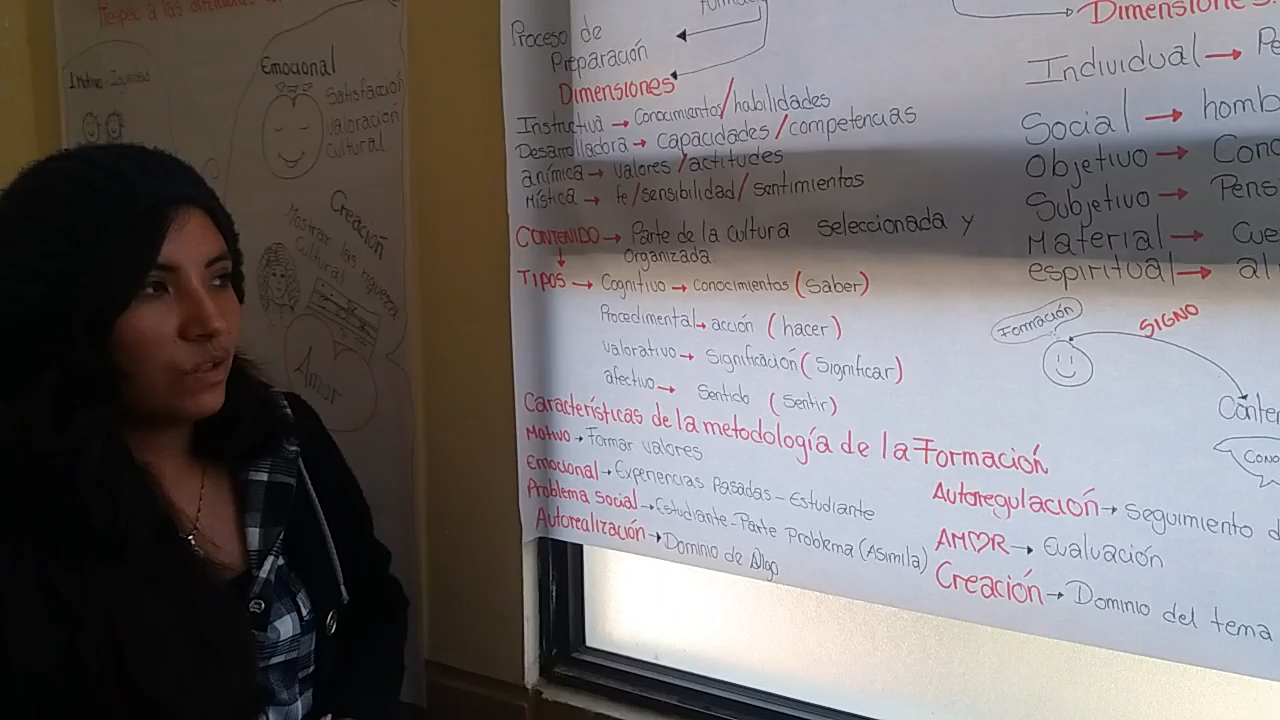 Respec a las
Emocional
Satisfacción
valoración
cultural
Creación
Mostrar las riquezas
Cultural
Amor
Proceso de
Preparación
Dimensiones
Instructiva → Conocimientos/habilidades
Desarrolladora → capacidades/competencias
anímica → valores/actitudes
Mística → fe/sensibilidad/sentimientos
CONTENIDO → Parte de la cultura seleccionada y
Organizada
TIPOS → Cognitivo → conocimientos (Saber)
Procedimental → acción (hacer)
valorativo → significación (Significar)
afectivo → Sentido (Sentir)
Características de la metodología de la Formación
Motivo → Formar valores
Emocional → Experiencias Pasadas - Estudiante
Problema Social → Estudiante - Parte Problema (Asimila)
Autorealización → Dominio de Algo
Autoregulación → Seguimiento d
AMOR → Evaluación
Creación → Dominio del tema
Dimensiones
Individual → Pe
Social → homb
Objetivo → Cono
Subjetivo → Pensa
Material → Cue
espiritual → al
Formación
SIGNO
Conten
CONO